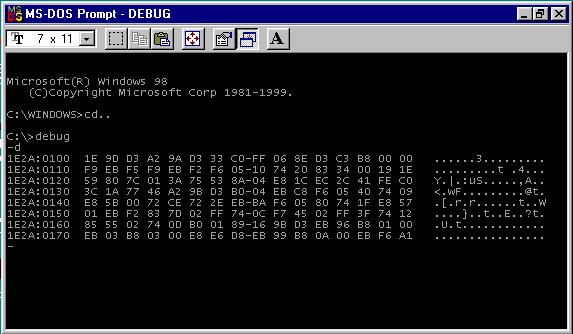 MS-DOS Prompt - DEBUG
7 x 11
A
Microsoft(R) Windows 98
(C)Copyright Microsoft Corp 1981-1999.
C:\WINDOWS>cd..
C:\>debug
-d
1E2A:0100 1E 9D D3 A2 9A D3 33 C0-FF 06 8E D3 C3 B8 00 00 ......3.........
1E2A:0110 F9 EB F5 F9 EB F2 F6 05-10 74 20 83 34 00 19 1E .........t .4...
1E2A:0120 59 80 7C 01 3A 75 53 8A-04 E8 1C EC 2C 41 FE C0 Y.|.:uS.....,A..
1E2A:0130 3C 1A 77 46 A2 9B D3 B0-04 EB C8 F6 05 40 74 09 <.wF.........@t.
1E2A:0140 E8 5B 00 72 CE 72 2E EB-BA F6 05 80 74 1F E8 57 .[.r.r......t..W
1E2A:0150 01 EB F2 83 7D 02 FF 74-0C F7 45 02 FF 3F 74 12 ....}..t..E..?t.
1E2A:0160 85 55 02 74 0D B0 01 89-16 9B D3 EB 96 B8 01 00 .U.t............
1E2A:0170 EB 03 B8 03 00 E8 E6 D8-EB 99 B8 0A 00 EB F6 A1 ................
-